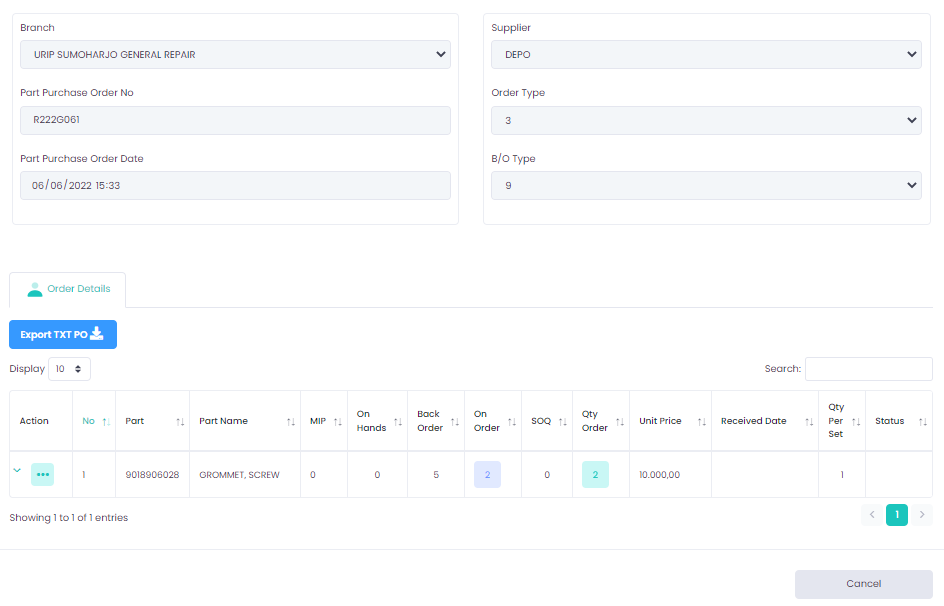 Branch
URIP SUMOHARJO GENERAL REPAIR
Part Purchase Order No
R222G061
Part Purchase Order Date
06/06/2022 15:33
Supplier
DEPO
Order Type
3
B/O Type
9
Order Details
Export TXT PO
Display 10
Search:
Action No Part Part Name MIP On Hands Back Order On Order SOQ Qty Order Unit Price Received Date Qty Per Set Status
1 9018906028 GROMMET, SCREW 0 0 5 2 0 2 10.000,00 1
Showing 1 to 1 of 1 entries
1
Cancel